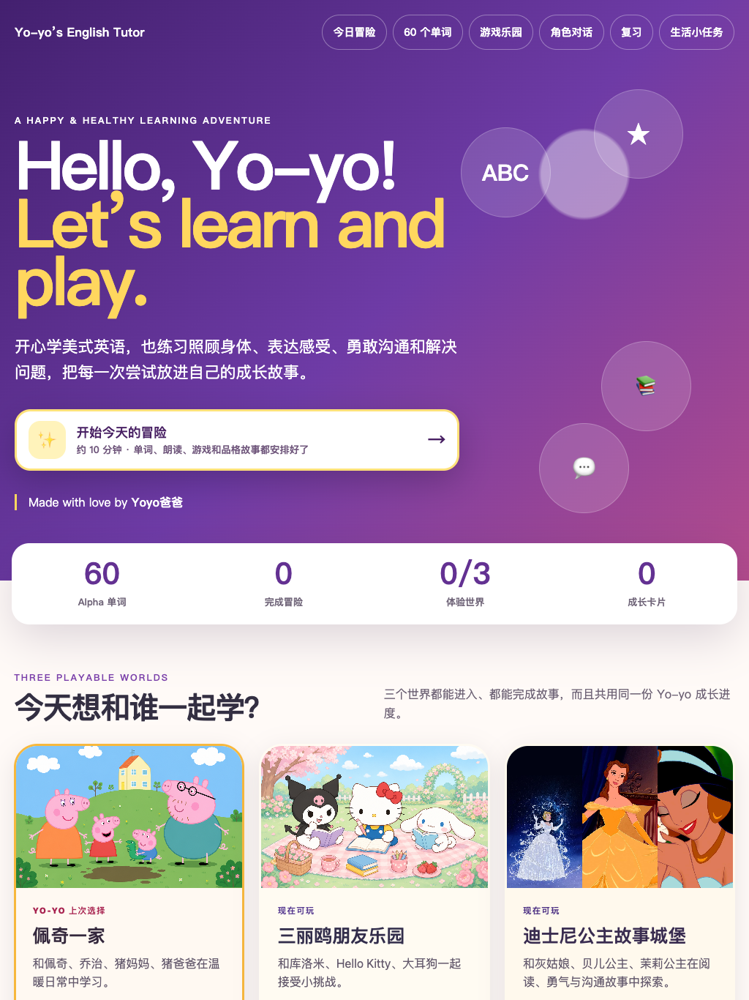 Yo-yo's English Tutor
今日冒险
60 个单词
游戏乐园
角色对话
复习
生活小任务
A HAPPY & HEALTHY LEARNING ADVENTURE
Hello, Yo-yo!
Let's learn and
play.
ABC
开心学美式英语，也练习照顾身体、表达感受、勇敢沟通和解决
问题，把每一次尝试放进自己的成长故事。
开始今天的冒险
约 10 分钟 · 单词、朗读、游戏和品格故事都安排好了
Made with love by Yoyo爸爸
60
Alpha 单词
0
完成冒险
0/3
体验世界
0
成长卡片
THREE PLAYABLE WORLDS
今天想和谁一起学?
三个世界都能进入、都能完成故事，而且共用同一份 Yo-yo 成长进
度。
YO-YO 上次选择
佩奇一家
和佩奇、乔治、猪妈妈、猪爸爸在温
暖日常中学习。
现在可玩
三丽鸥朋友乐园
和库洛米、Hello Kitty、大耳狗一起
接受小挑战。
现在可玩
迪士尼公主故事城堡
和灰姑娘、贝儿公主、茉莉公主在阅
读、勇气与沟通故事中探索。